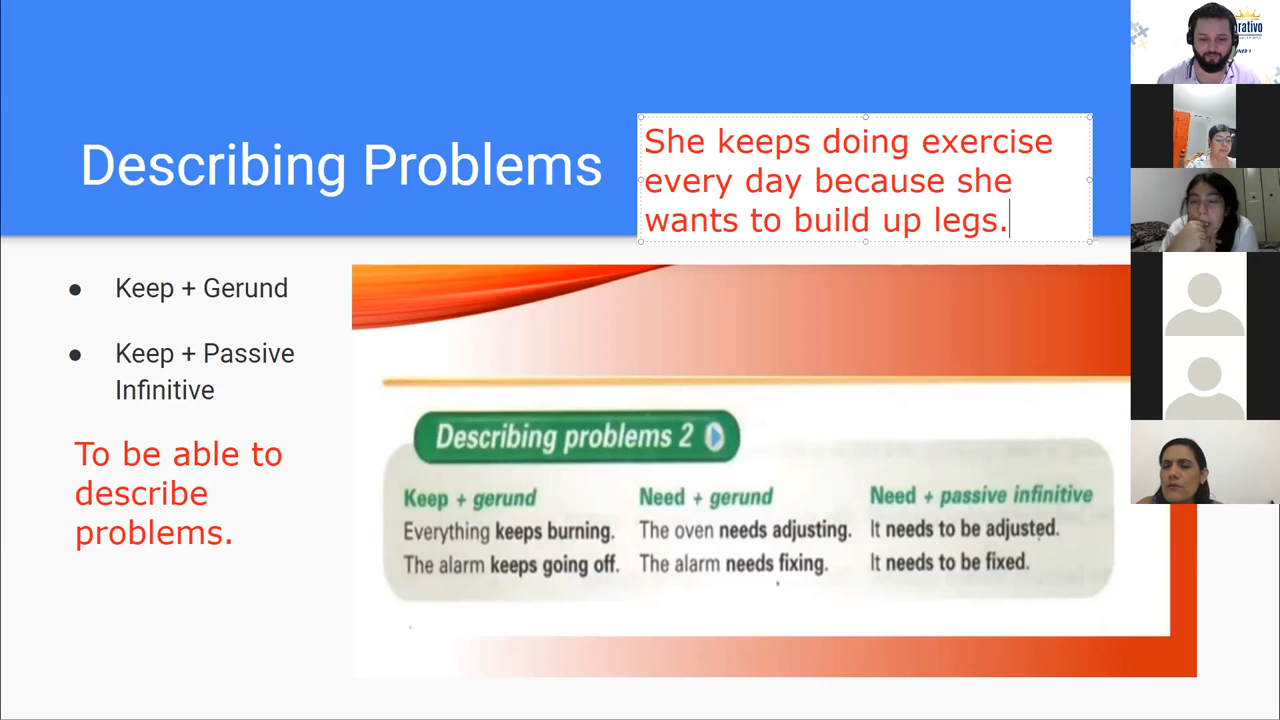 Describing Problems
She keeps doing exercise
every day because she
wants to build up legs.
● Keep + Gerund
● Keep + Passive
Infinitive
To be able to
describe
problems.
Describing problems 2
Keep + gerund
Everything keeps burning.
The alarm keeps going off.
Need + gerund
The oven needs adjusting.
The alarm needs fixing.
Need + passive infinitive
It needs to be adjusted.
It needs to be fixed.